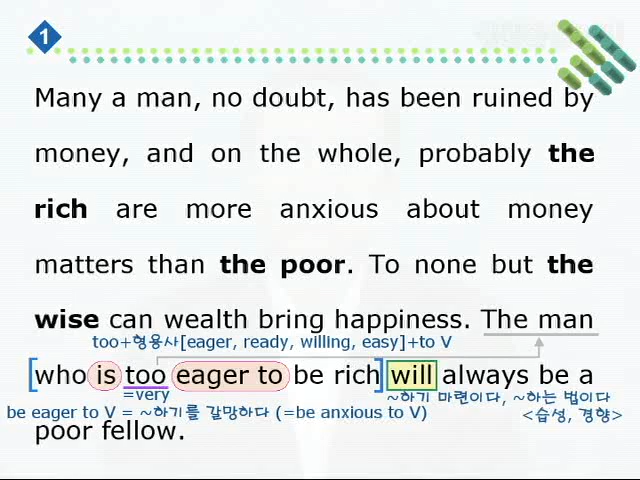 1
Many a man, no doubt, has been ruined by
money, and on the whole, probably the
rich are more anxious about money
matters than the poor. To none but the
wise can wealth bring happiness. The man
too+형용사[eager, ready, willing, easy]+to V
[who is too eager to be rich] will always be a
=very
~하기 마련이다, ~하는 법이다
be eager to V = ~하기를 갈망하다 (=be anxious to V)
<습성, 경향>
poor fellow.